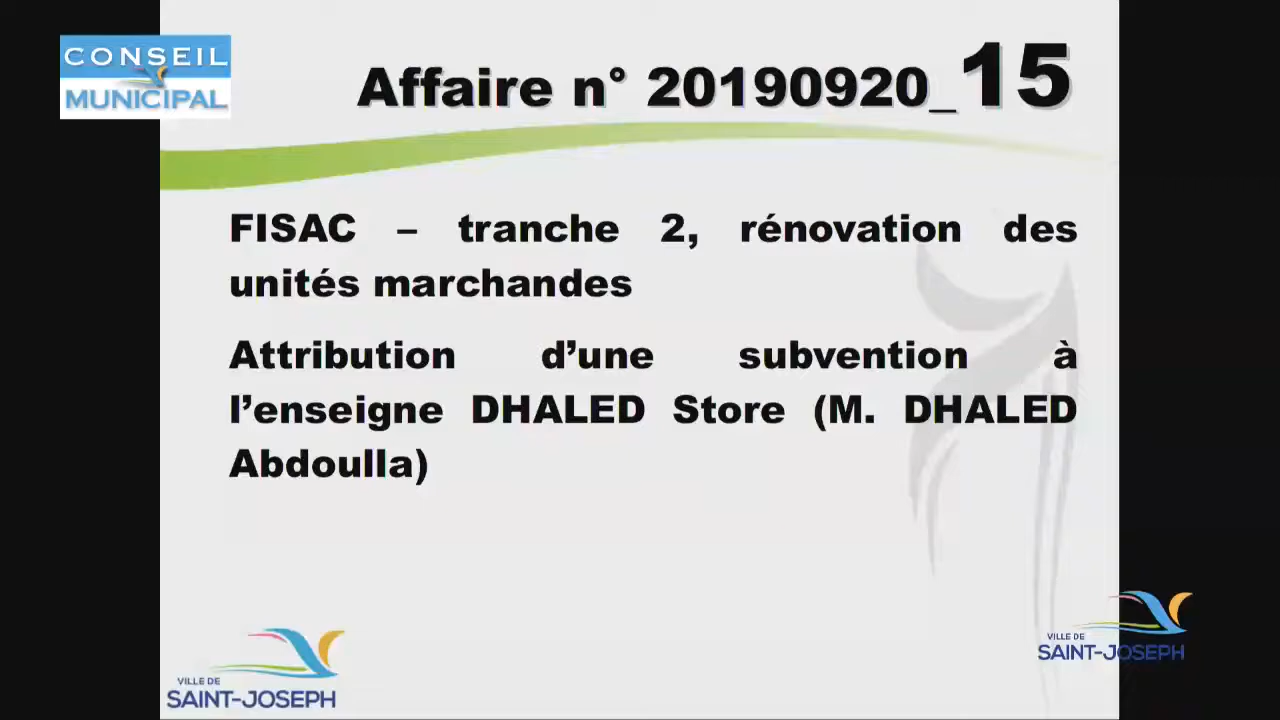 CONSEIL
MUNICIPAL
Affaire n° 20190920_15
FISAC – tranche 2, rénovation des
unités marchandes
Attribution d’une subvention à
l’enseigne DHALED Store (M. DHALED
Abdoulla)
VILLE DE
SAINT-JOSEPH
VILLE DE
SAINT-JOSEPH